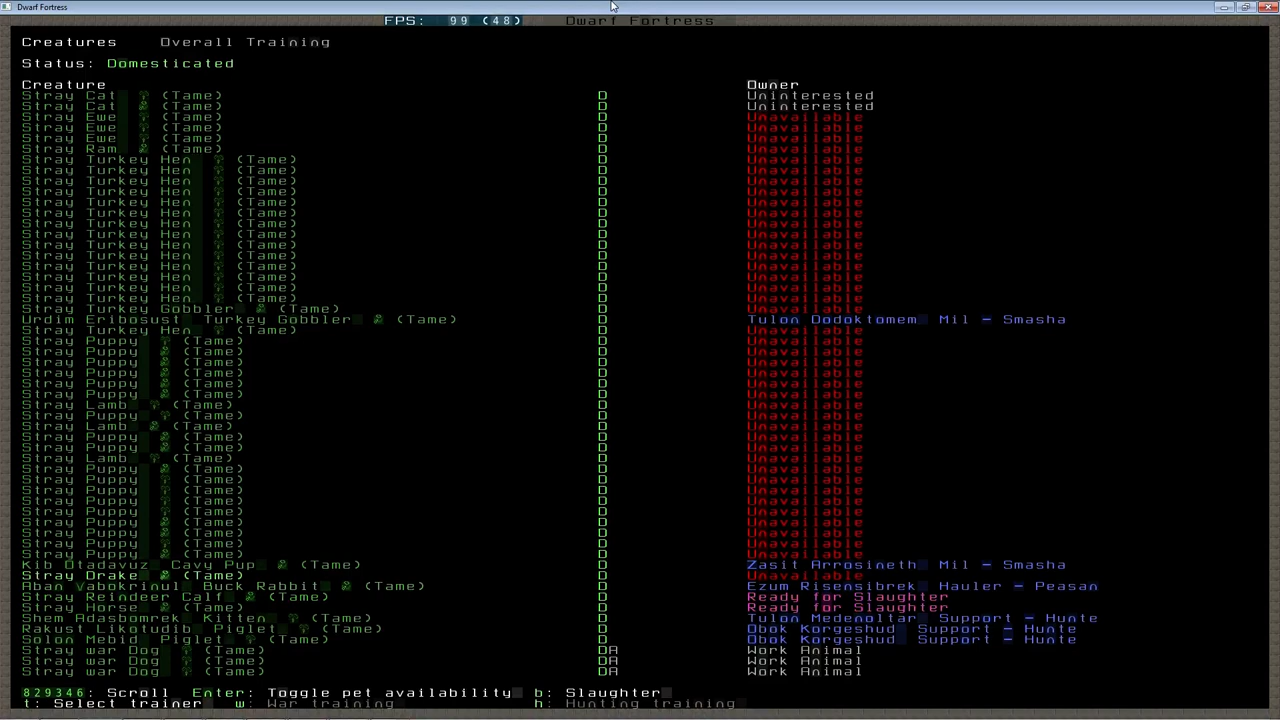 Dwarf Fortress
FPS: 99 (48) Dwarf Fortress
Creatures Overall Training
Status: Domesticated
Creature Owner
Stray Cat (Tame) D Uninterested
Stray Cat (Tame) D Uninterested
Stray Ewe (Tame) D Unavailable
Stray Ewe (Tame) D Unavailable
Stray Ewe (Tame) D Unavailable
Stray Ram (Tame) D Unavailable
Stray Turkey Hen (Tame) D Unavailable
Stray Turkey Hen (Tame) D Unavailable
Stray Turkey Hen (Tame) D Unavailable
Stray Turkey Hen (Tame) D Unavailable
Stray Turkey Hen (Tame) D Unavailable
Stray Turkey Hen (Tame) D Unavailable
Stray Turkey Hen (Tame) D Unavailable
Stray Turkey Hen (Tame) D Unavailable
Stray Turkey Hen (Tame) D Unavailable
Stray Turkey Hen (Tame) D Unavailable
Stray Turkey Hen (Tame) D Unavailable
Stray Turkey Hen (Tame) D Unavailable
Stray Turkey Hen (Tame) D Unavailable
Stray Turkey Hen (Tame) D Unavailable
Stray Turkey Gobbler (Tame) D Unavailable
Urdim Eribosust Turkey Gobbler (Tame) D Tulon Dodoktomem Mil - Smasha
Stray Turkey Hen (Tame) D Unavailable
Stray Puppy (Tame) D Unavailable
Stray Puppy (Tame) D Unavailable
Stray Puppy (Tame) D Unavailable
Stray Puppy (Tame) D Unavailable
Stray Puppy (Tame) D Unavailable
Stray Puppy (Tame) D Unavailable
Stray Lamb (Tame) D Unavailable
Stray Puppy (Tame) D Unavailable
Stray Lamb (Tame) D Unavailable
Stray Puppy (Tame) D Unavailable
Stray Puppy (Tame) D Unavailable
Stray Lamb (Tame) D Unavailable
Stray Puppy (Tame) D Unavailable
Stray Puppy (Tame) D Unavailable
Stray Puppy (Tame) D Unavailable
Stray Puppy (Tame) D Unavailable
Stray Puppy (Tame) D Unavailable
Stray Puppy (Tame) D Unavailable
Stray Puppy (Tame) D Unavailable
Stray Puppy (Tame) D Unavailable
Stray Puppy (Tame) D Unavailable
Kib Utadavuz Cavy Pup (Tame) D Zasit Arrosineth Mil - Smasha
Stray Drake (Tame) D Unavailable
Aban Vabokrinul Buck Rabbit (Tame) D Ezum Risensibrek Hauler - Peasan
Stray Reindeer Calf (Tame) D Ready for Slaughter
Stray Horse (Tame) D Ready for Slaughter
Shem Adasbomrek Kitten (Tame) D Tulon Medenoltar Support - Hunte
Rakust Likotudib Piglet (Tame) D Obok Korgeshud Support - Hunte
Solon Mebid Piglet (Tame) D Obok Korgeshud Support - Hunte
Stray war Dog (Tame) DA Work Animal
Stray war Dog (Tame) DA Work Animal
Stray war Dog (Tame) DA Work Animal
829346: Scroll Enter: Toggle pet availability b: Slaughter
t: Select trainer w: War training h: Hunting training